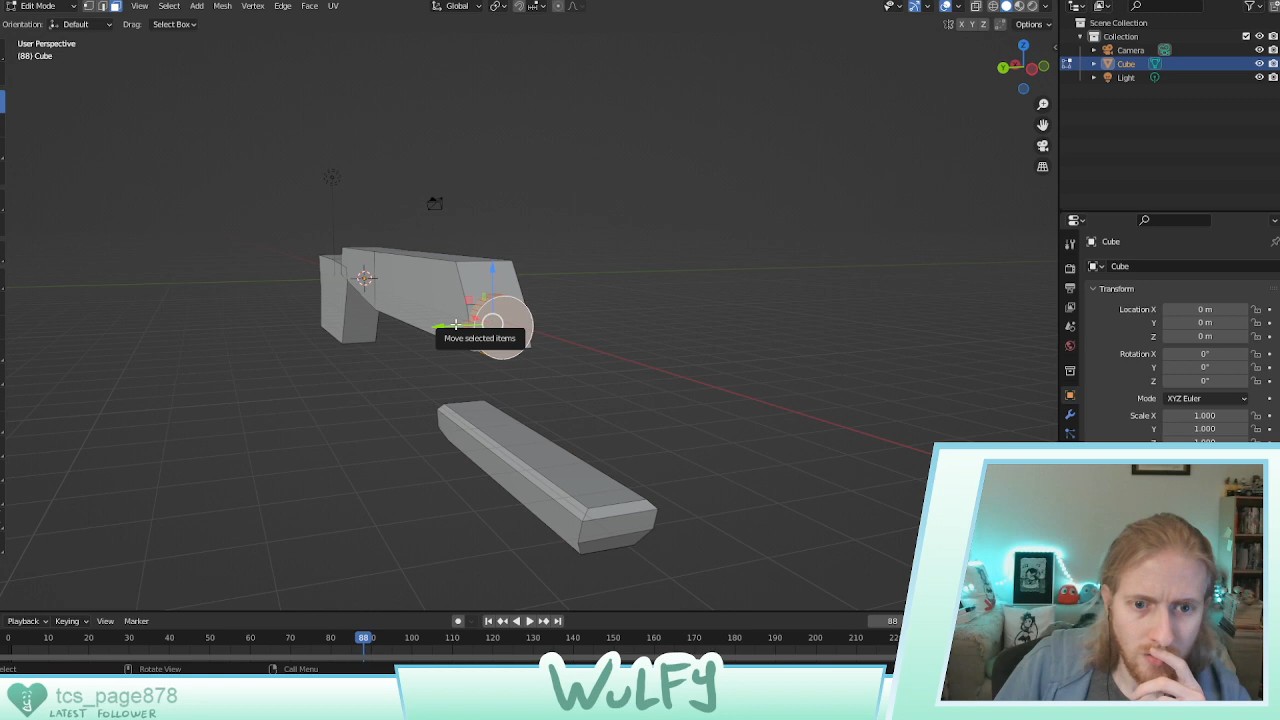 Edit Mode View Select Add Mesh Vertex Edge Face UV Global
Orientation: Default Drag: Select Box X Y Z Options
User Perspective
(88) Cube
Move selected items
Scene Collection
Collection
Camera
Cube
Light
Cube
Cube
Transform
Location X 0 m
Y 0 m
Z 0 m
Rotation X 0°
Y 0°
Z 0°
Mode XYZ Euler
Scale X 1.000
Y 1.000
Playback Keying View Marker 88
0 10 20 30 40 50 60 70 80 88 100 110 120 130 140 150 160 170 180 190 200 210
Rotate View Call Menu
tcs_page878
LATEST FOLLOWER
WULFY